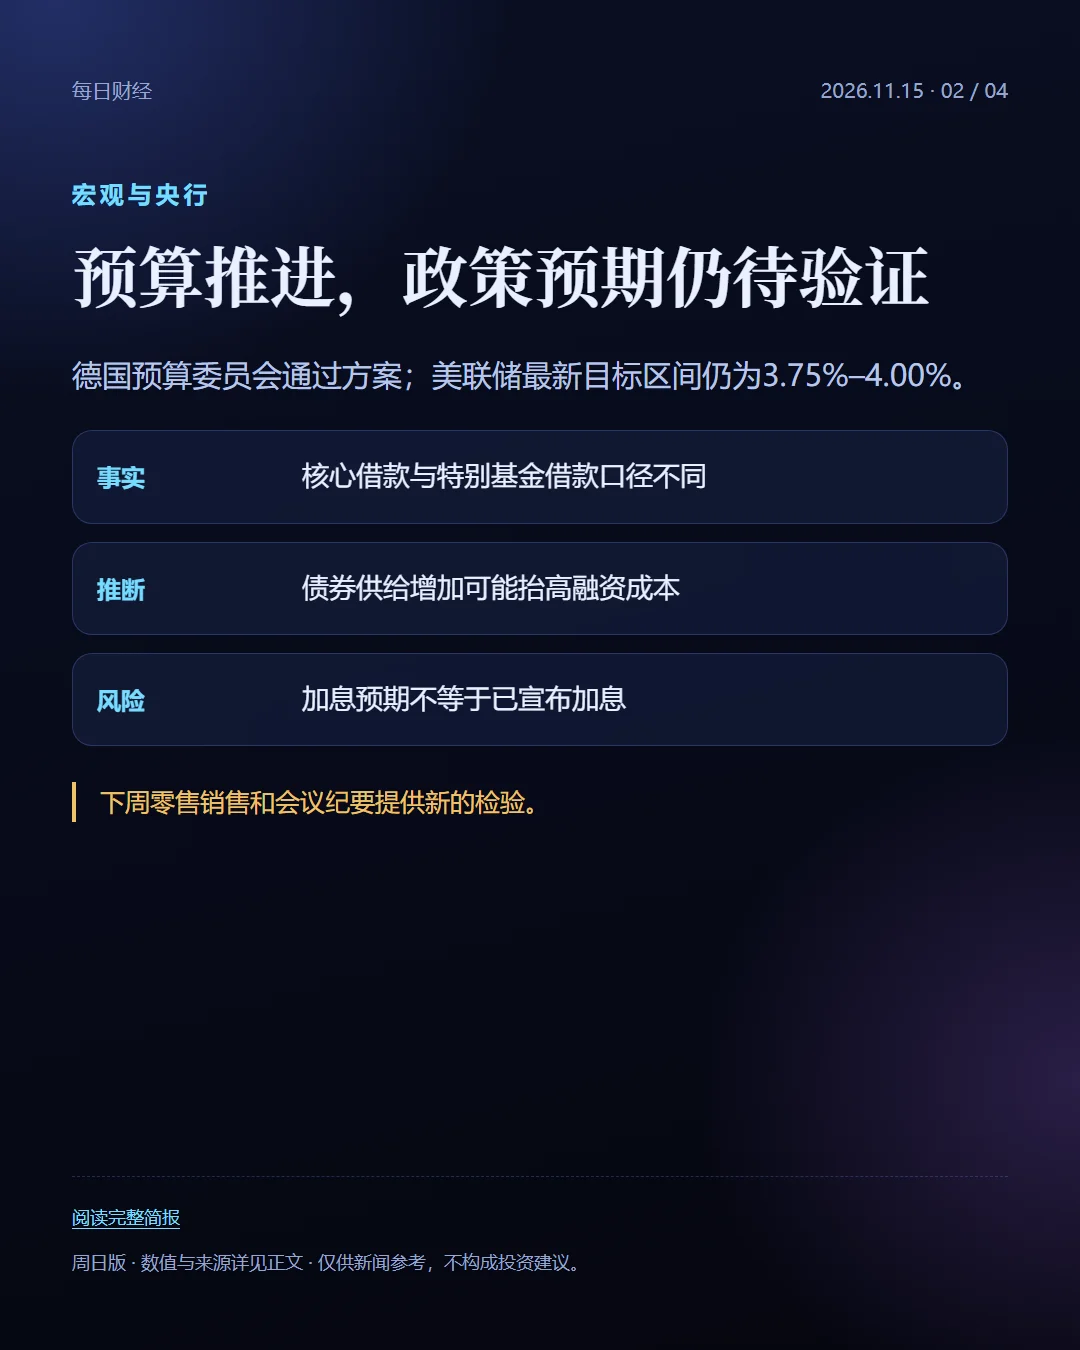 每日财经
2026.11.15 · 02 / 04
宏观与央行
预算推进，政策预期仍待验证
德国预算委员会通过方案；美联储最新目标区间仍为3.75%–4.00%。
事实
核心借款与特别基金借款口径不同
推断
债券供给增加可能抬高融资成本
风险
加息预期不等于已宣布加息
下周零售销售和会议纪要提供新的检验。
阅读完整简报
周日版 · 数值与来源详见正文 · 仅供新闻参考，不构成投资建议。